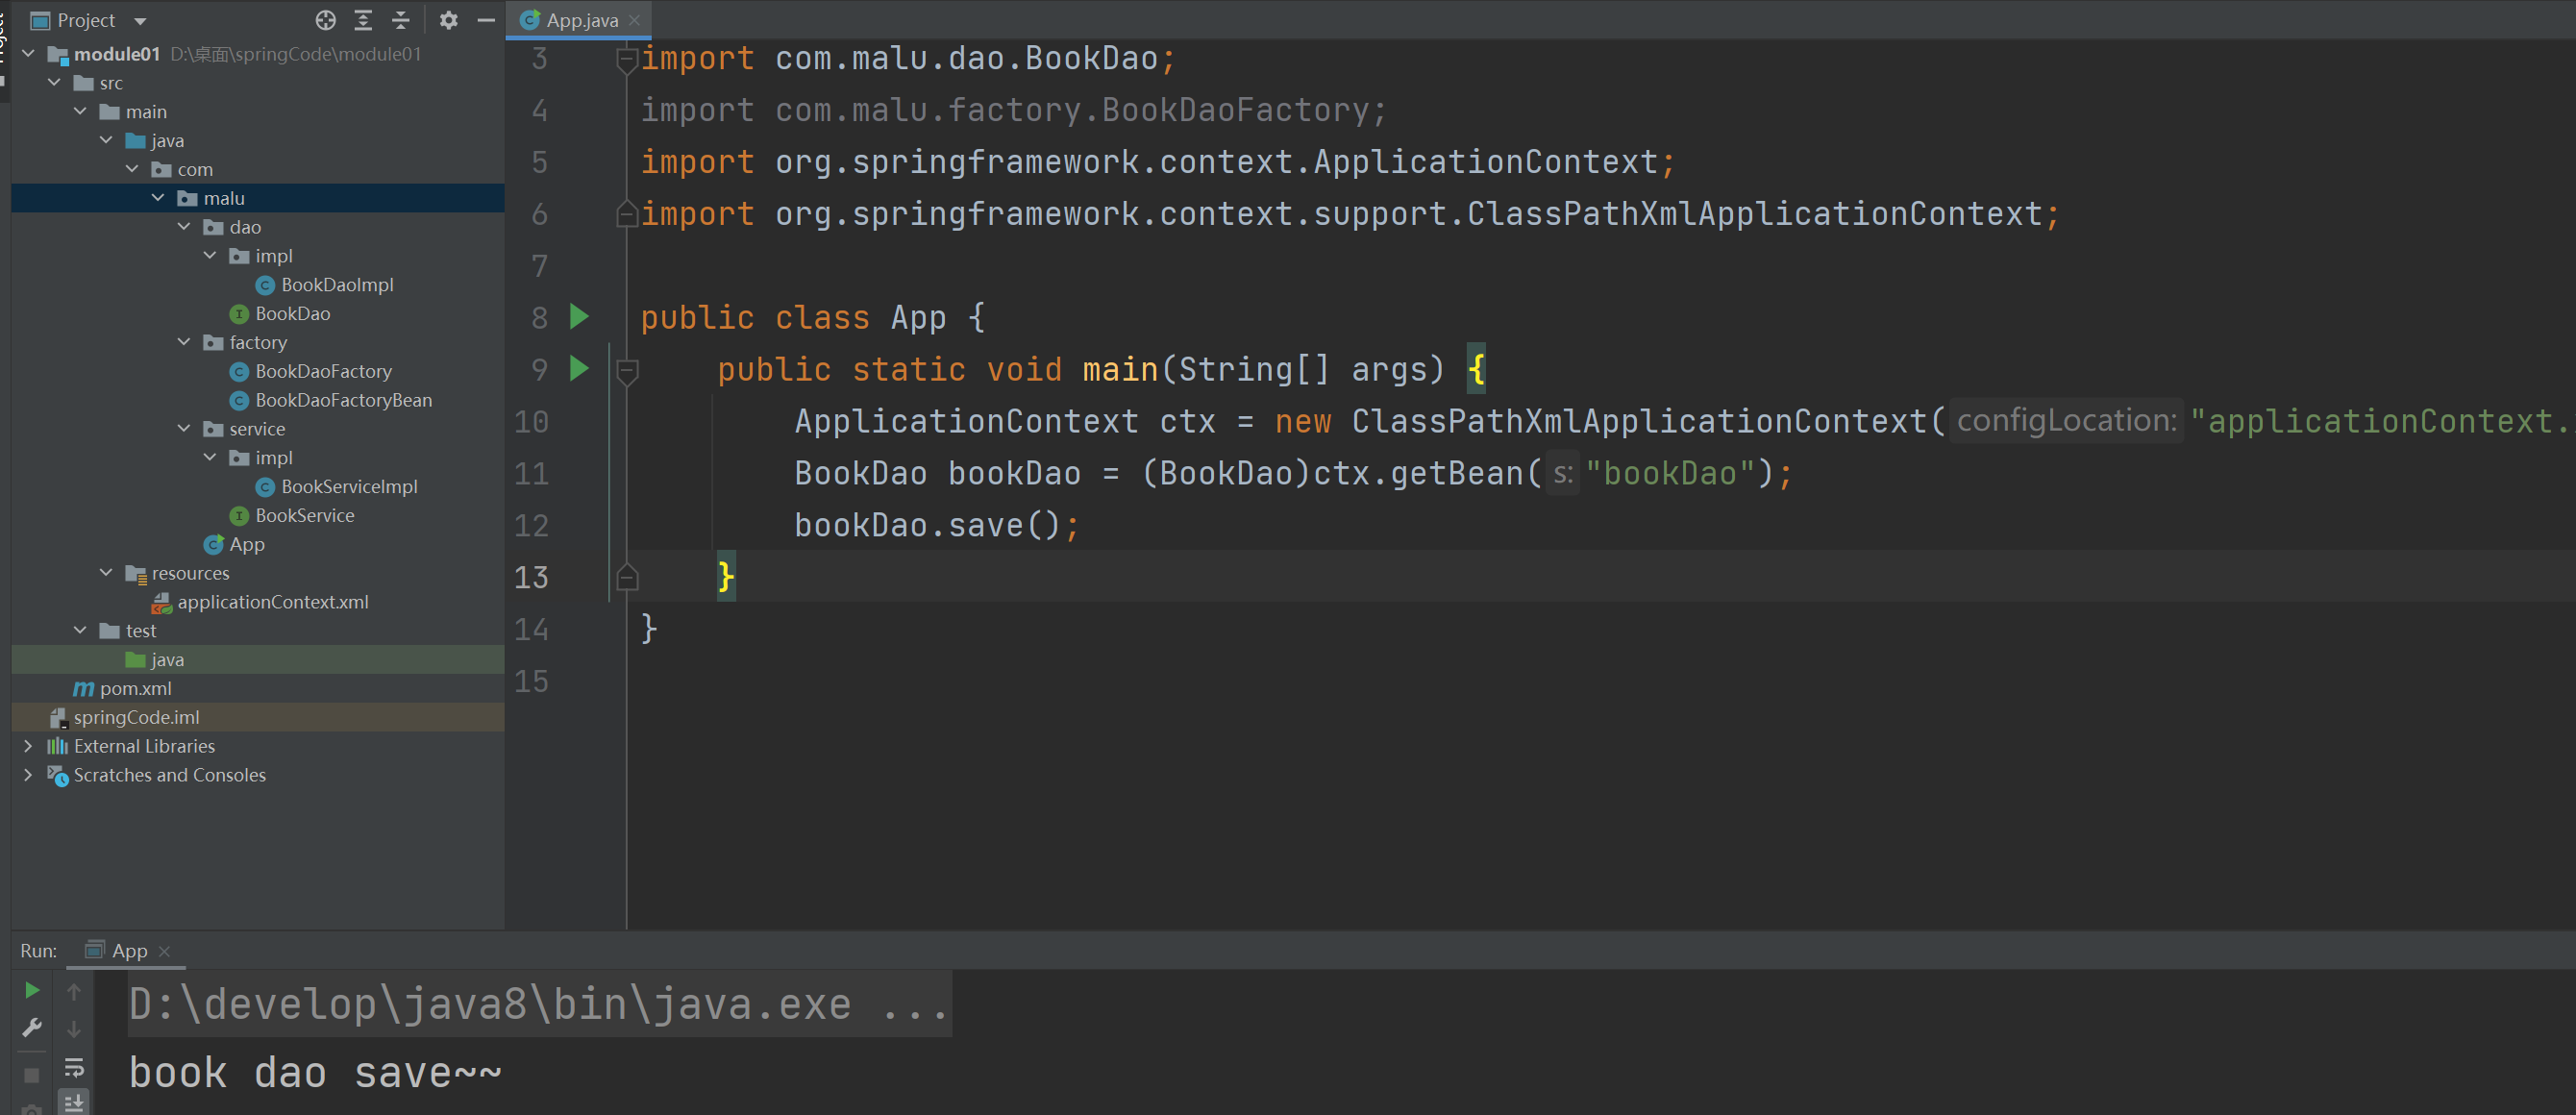 Project
module01 D:\桌面\springCode\module01
src
main
java
com
malu
dao
impl
BookDaoImpl
BookDao
factory
BookDaoFactory
BookDaoFactoryBean
service
impl
BookServiceImpl
BookService
App
resources
applicationContext.xml
test
java
pom.xml
springCode.iml
External Libraries
Scratches and Consoles
App.java
3 import com.malu.dao.BookDao;
4 import com.malu.factory.BookDaoFactory;
5 import org.springframework.context.ApplicationContext;
6 import org.springframework.context.support.ClassPathXmlApplicationContext;
7
8 public class App {
9 public static void main(String[] args) {
10 ApplicationContext ctx = new ClassPathXmlApplicationContext( configLocation: "applicationContext.
11 BookDao bookDao = (BookDao)ctx.getBean( s: "bookDao");
12 bookDao.save();
13 }
14 }
15
Run: App
D:\develop\java8\bin\java.exe ...
book dao save~~